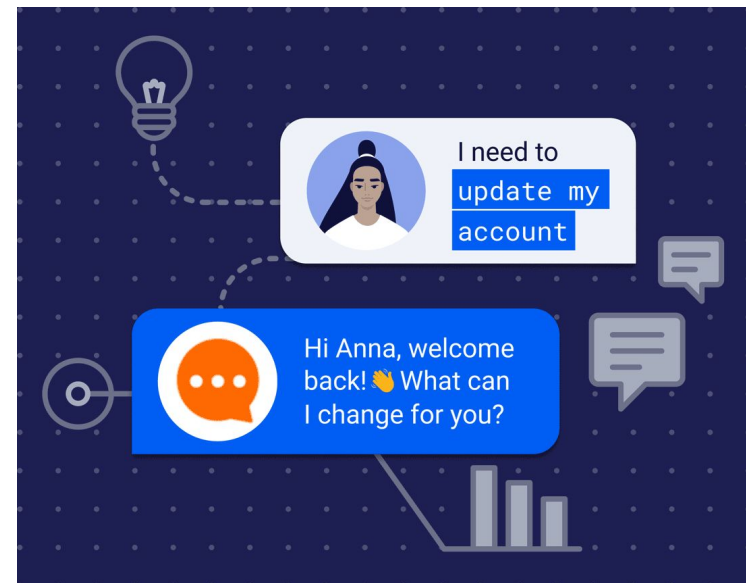 I need to
update my
account
Hi Anna, welcome
back!👋 What can
I change for you?